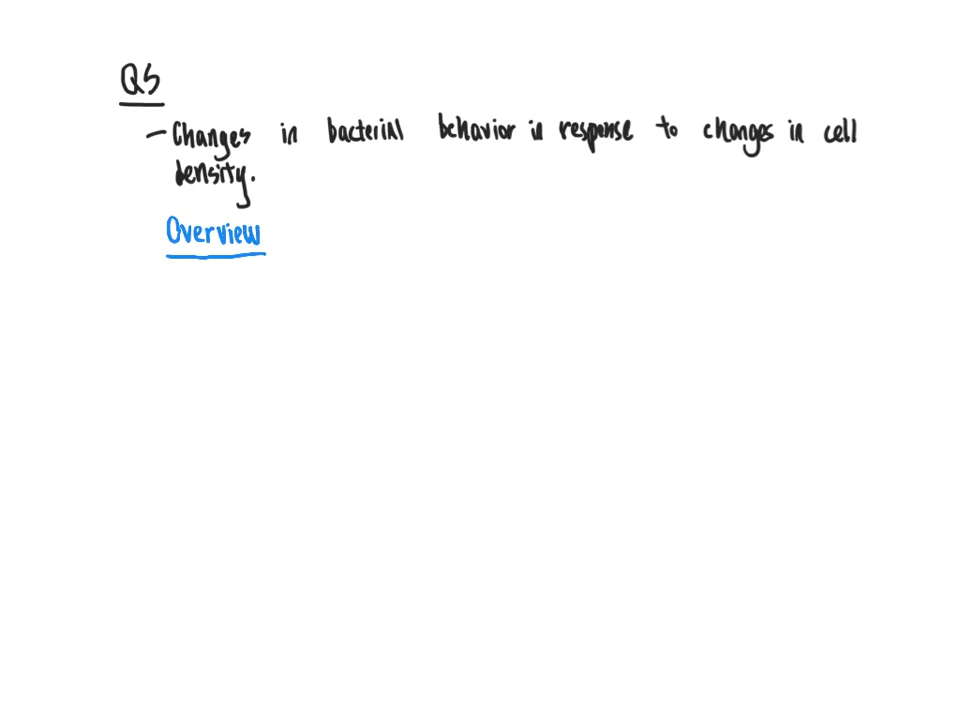 QS
- Changes in bacterial behavior in response to changes in cell
density.
Overview